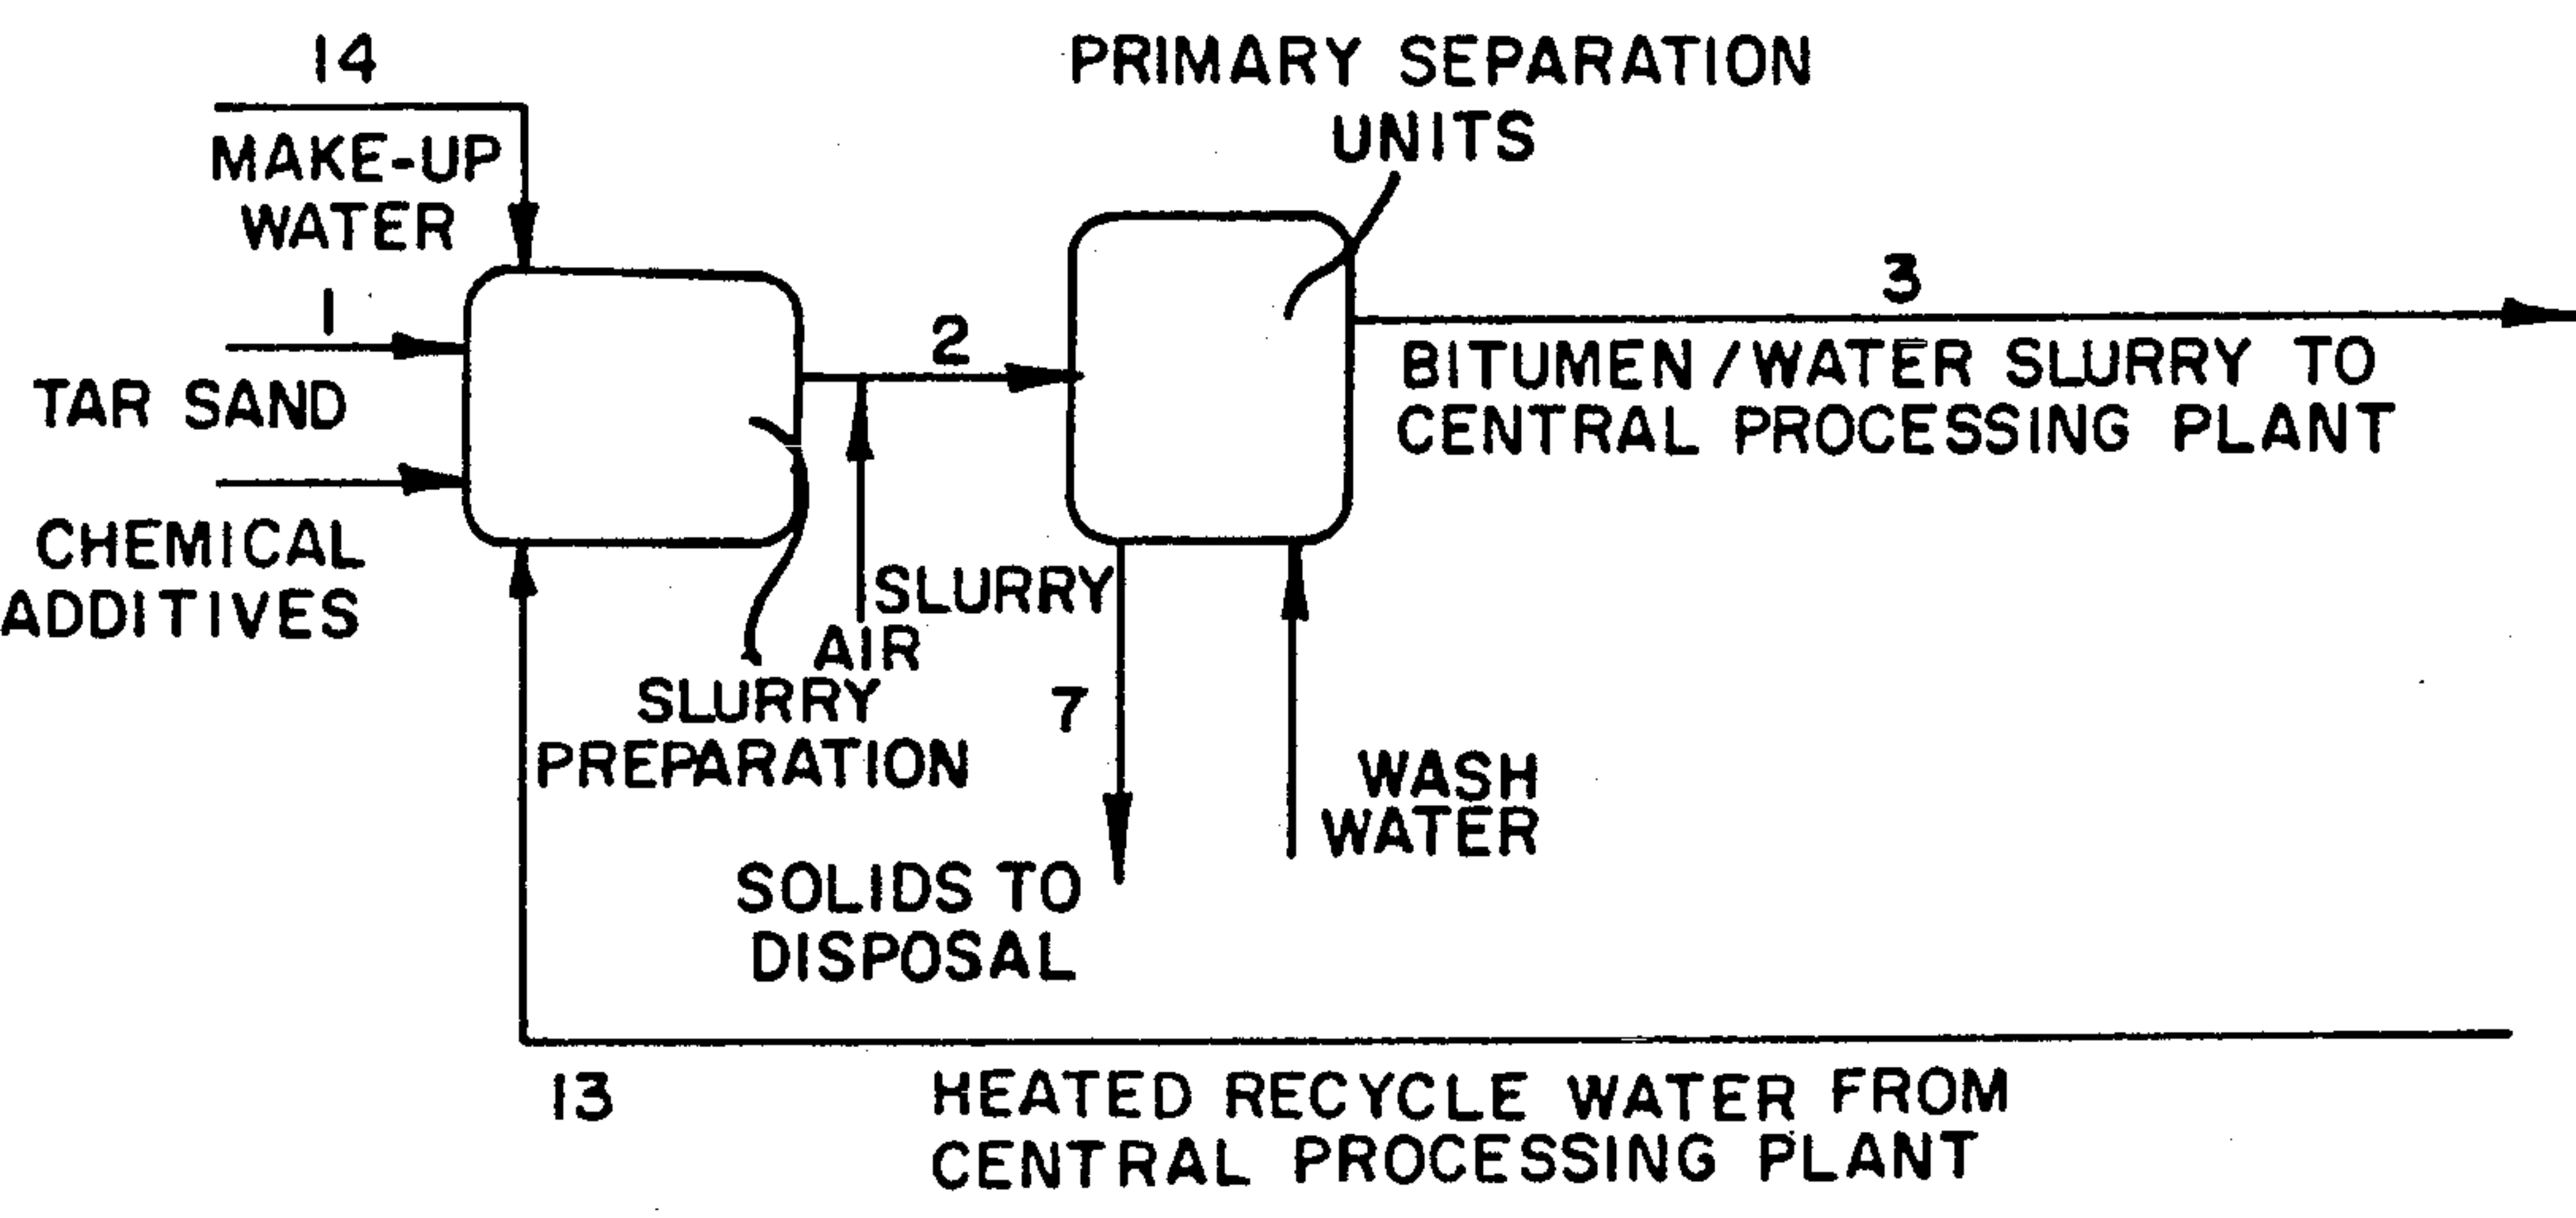 14
MAKE-UP
WATER
1
TAR SAND
CHEMICAL
ADDITIVES
PRIMARY SEPARATION
UNITS
2
3
BITUMEN/WATER SLURRY TO
CENTRAL PROCESSING PLANT
SLURRY
AIR
SLURRY
PREPARATION
7
WASH
WATER
SOLIDS TO
DISPOSAL
13
HEATED RECYCLE WATER FROM
CENTRAL PROCESSING PLANT